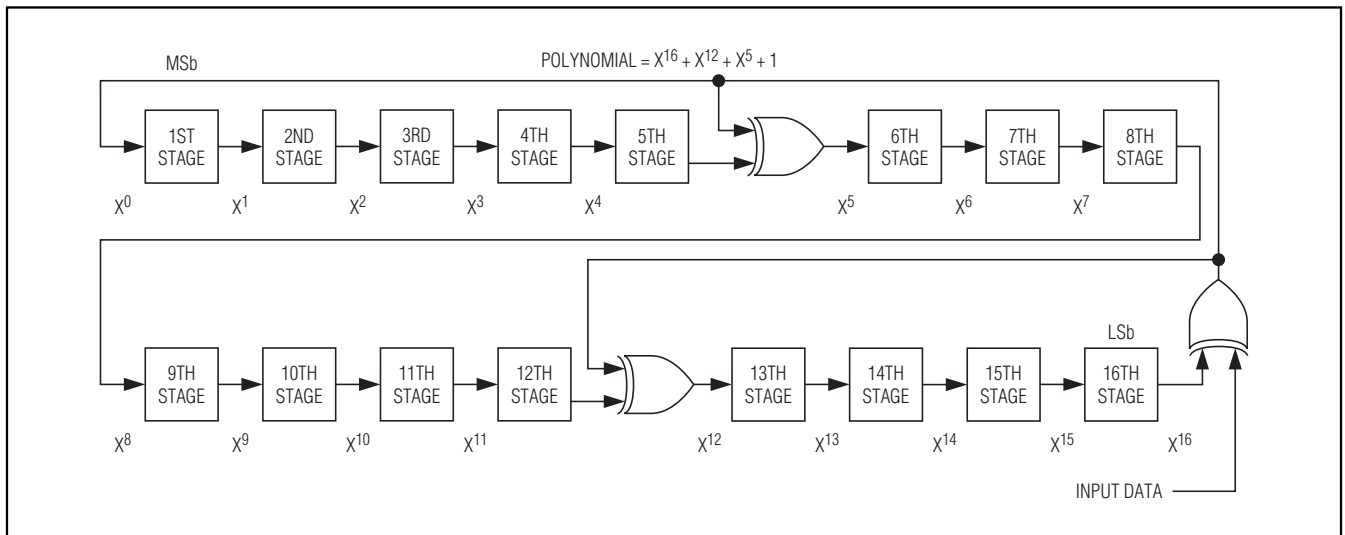 MSb
POLYNOMIAL = X¹⁶ + X¹² + X⁵ + 1
1ST STAGE
2ND STAGE
3RD STAGE
4TH STAGE
5TH STAGE
6TH STAGE
7TH STAGE
8TH STAGE
X⁰
X¹
X²
X³
X⁴
X⁵
X⁶
X⁷
LSb
9TH STAGE
10TH STAGE
11TH STAGE
12TH STAGE
13TH STAGE
14TH STAGE
15TH STAGE
16TH STAGE
X⁸
X⁹
X¹⁰
X¹¹
X¹²
X¹³
X¹⁴
X¹⁵
X¹⁶
INPUT DATA